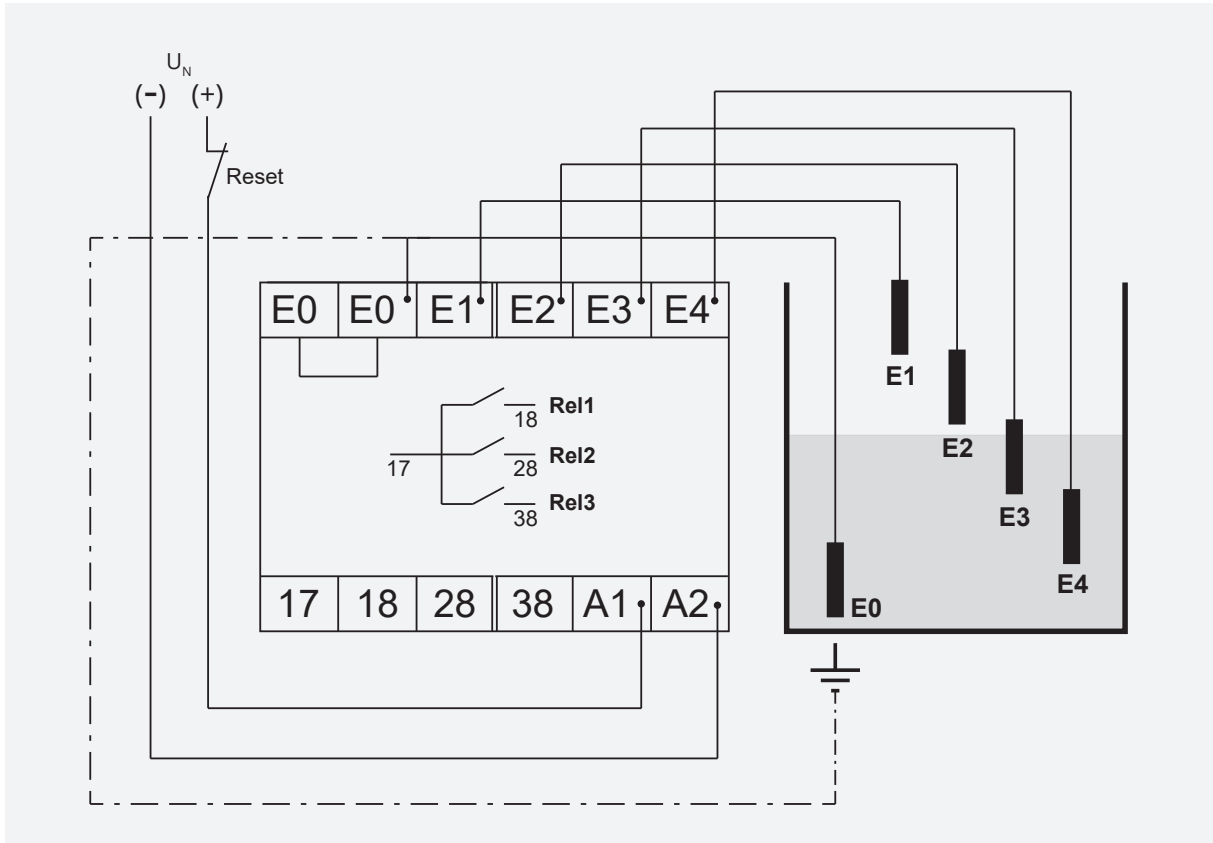 U_N
(-) (+)
Reset
E0 E0 E1 E2 E3 E4
E1
E2
E3
E4
E0
18 Rel1
17
28 Rel2
38 Rel3
17 18 28 38 A1 A2